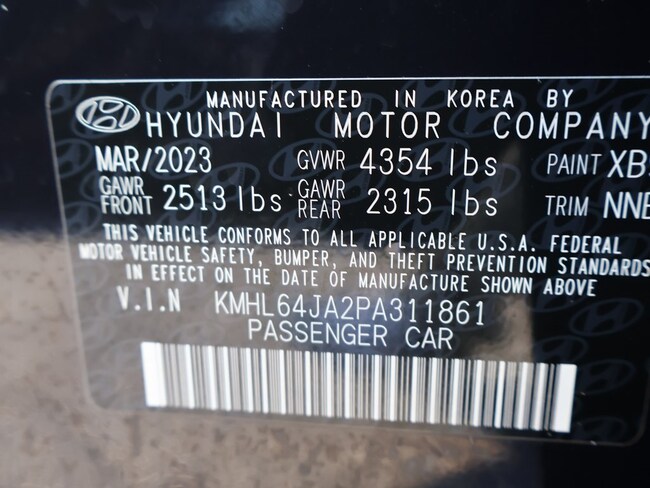 MANUFACTURED IN KOREA BY
HYUNDAI MOTOR COMPANY
MAR/2023 GVWR 4354 lbs PAINT
GAWR FRONT 2513 lbs GAWR REAR 2315 lbs TRIM
THIS VEHICLE CONFORMS TO ALL APPLICABLE U.S.A. FEDERAL
MOTOR VEHICLE SAFETY, BUMPER, AND THEFT PREVENTION STANDARDS
IN EFFECT ON THE DATE OF MANUFACTURE SHOWN ABOVE
V.I.N KMHL64JA2PA311861
PASSENGER CAR